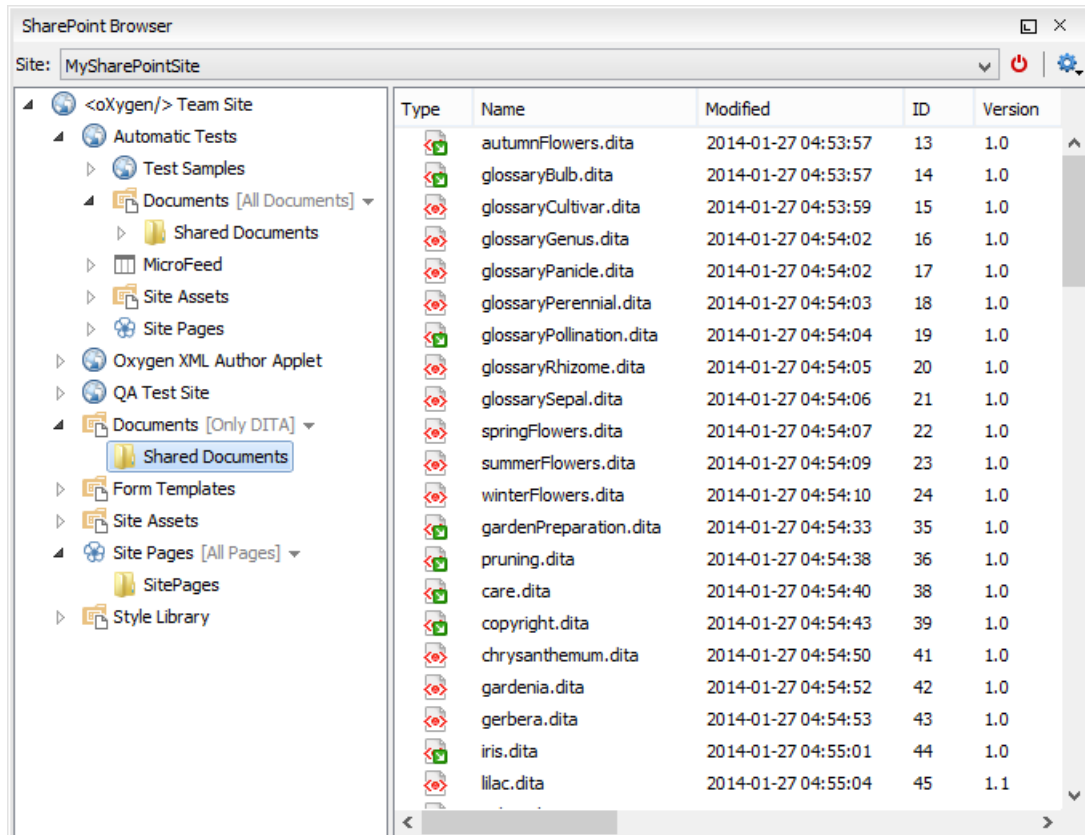 SharePoint Browser
Site: MySharePointSite
<oXygen/> Team Site
Automatic Tests
Test Samples
Documents [All Documents]
Shared Documents
MicroFeed
Site Assets
Site Pages
Oxygen XML Author Applet
QA Test Site
Documents [Only DITA]
Shared Documents
Form Templates
Site Assets
Site Pages [All Pages]
SitePages
Style Library
Type Name Modified ID Version
autumnFlowers.dita 2014-01-27 04:53:57 13 1.0
glossaryBulb.dita 2014-01-27 04:53:57 14 1.0
glossaryCultivar.dita 2014-01-27 04:53:59 15 1.0
glossaryGenus.dita 2014-01-27 04:54:02 16 1.0
glossaryPanicle.dita 2014-01-27 04:54:02 17 1.0
glossaryPerennial.dita 2014-01-27 04:54:03 18 1.0
glossaryPollination.dita 2014-01-27 04:54:04 19 1.0
glossaryRhizome.dita 2014-01-27 04:54:05 20 1.0
glossarySepal.dita 2014-01-27 04:54:06 21 1.0
springFlowers.dita 2014-01-27 04:54:07 22 1.0
summerFlowers.dita 2014-01-27 04:54:09 23 1.0
winterFlowers.dita 2014-01-27 04:54:10 24 1.0
gardenPreparation.dita 2014-01-27 04:54:33 35 1.0
pruning.dita 2014-01-27 04:54:38 36 1.0
care.dita 2014-01-27 04:54:40 38 1.0
copyright.dita 2014-01-27 04:54:43 39 1.0
chrysanthemum.dita 2014-01-27 04:54:50 41 1.0
gardenia.dita 2014-01-27 04:54:52 42 1.0
gerbera.dita 2014-01-27 04:54:53 43 1.0
iris.dita 2014-01-27 04:55:01 44 1.0
lilac.dita 2014-01-27 04:55:04 45 1.1